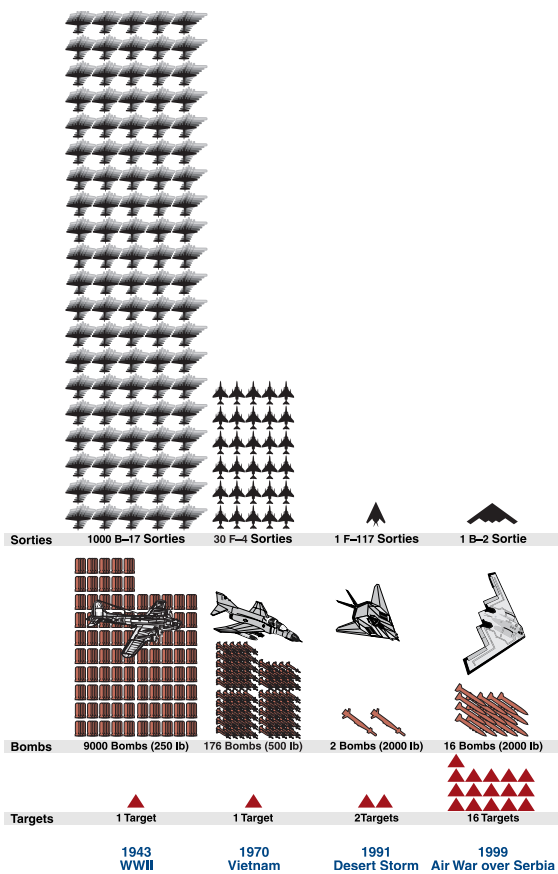 Sorties 1000 B–17 Sorties 30 F–4 Sorties 1 F–117 Sorties 1 B–2 Sortie
Bombs 9000 Bombs (250 lb) 176 Bombs (500 lb) 2 Bombs (2000 lb) 16 Bombs (2000 lb)
Targets 1 Target 1 Target 2Targets 16 Targets
1943 1970 1991 1999
WWII Vietnam Desert Storm Air War over Serbia